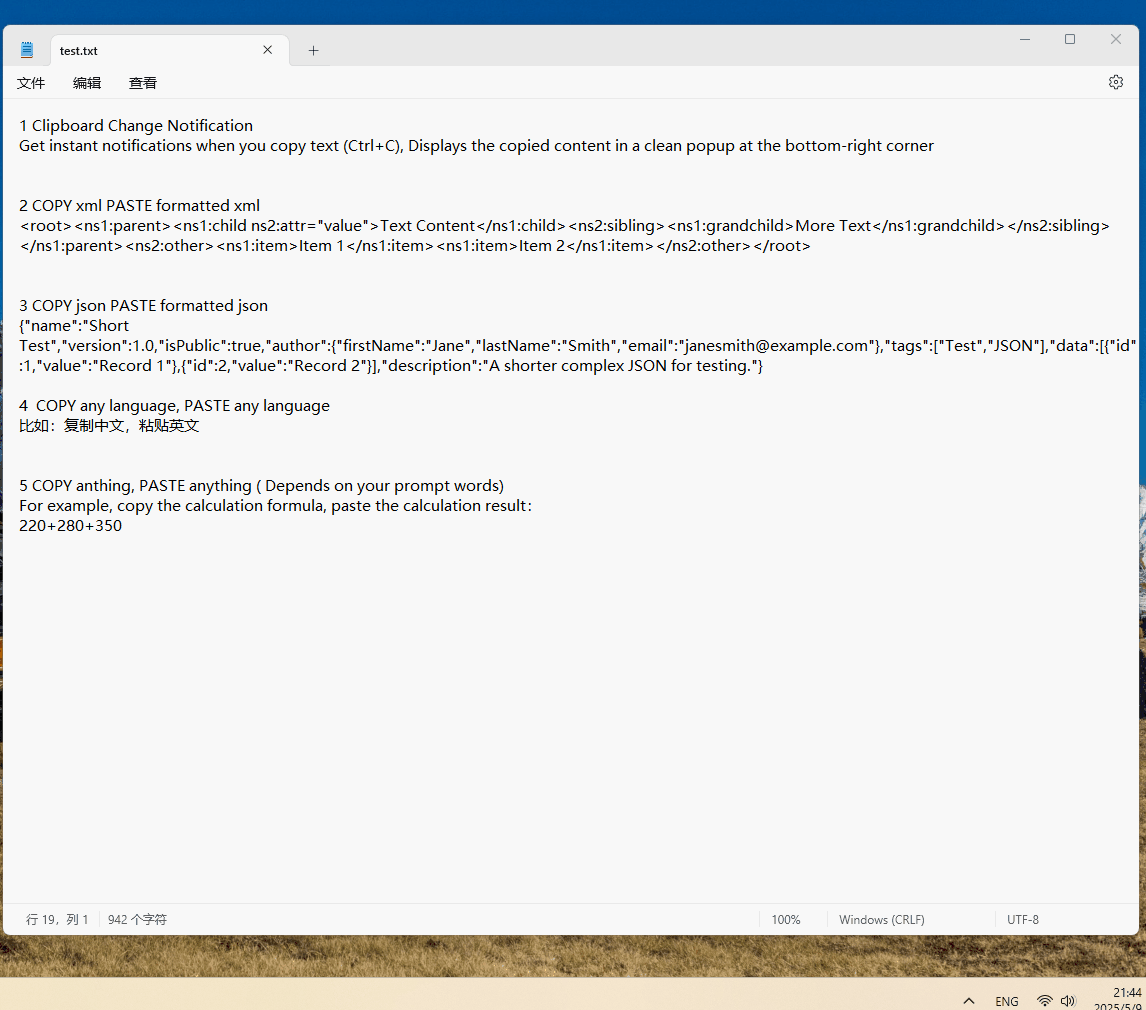 test.txt
文件 编辑 查看
1 Clipboard Change Notification
Get instant notifications when you copy text (Ctrl+C), Displays the copied content in a clean popup at the bottom-right corner
2 COPY xml PASTE formatted xml
<root><ns1:parent><ns1:child ns2:attr="value">Text Content</ns1:child><ns2:sibling><ns1:grandchild>More Text</ns1:grandchild></ns2:sibling>
</ns1:parent><ns2:other><ns1:item>Item 1</ns1:item><ns1:item>Item 2</ns1:item></ns2:other></root>
3 COPY json PASTE formatted json
{"name":"Short
Test","version":1.0,"isPublic":true,"author":{"firstName":"Jane","lastName":"Smith","email":"janesmith@example.com"},"tags":["Test","JSON"],"data":[{"id"
:1,"value":"Record 1"},{"id":2,"value":"Record 2"}],"description":"A shorter complex JSON for testing."}
4  COPY any language, PASTE any language
比如：复制中文，粘贴英文
5 COPY anthing, PASTE anything ( Depends on your prompt words)
For example, copy the calculation formula, paste the calculation result：
220+280+350
行 19，列 1 942 个字符 100% Windows (CRLF) UTF-8
ENG 21:44
2025/5/9